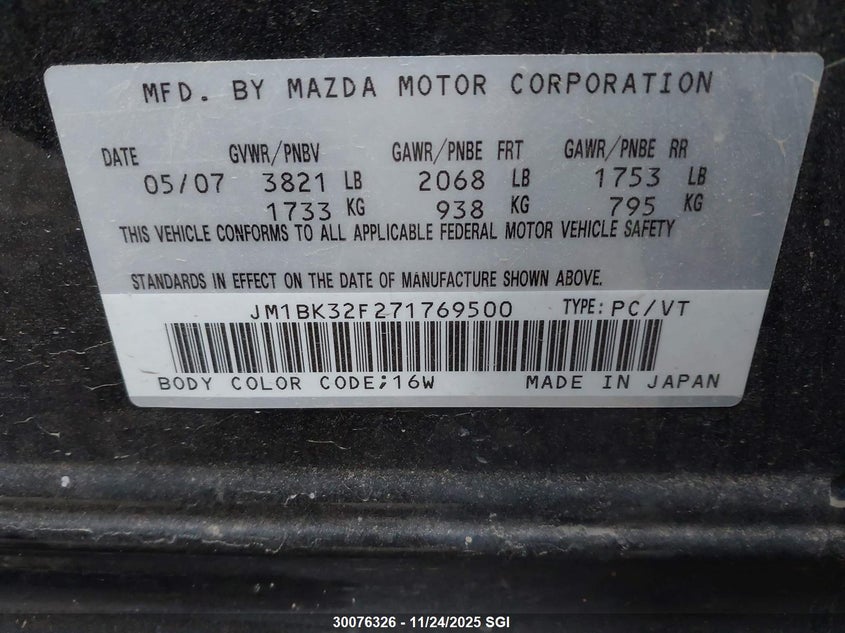 MFD. BY MAZDA MOTOR CORPORATION
DATE GVWR/PNBV GAWR/PNBE FRT GAWR/PNBE RR
05/07 3821 LB 2068 LB 1753 LB
1733 KG 938 KG 795 KG
THIS VEHICLE CONFORMS TO ALL APPLICABLE FEDERAL MOTOR VEHICLE SAFETY
STANDARDS IN EFFECT ON THE DATE OF MANUFACTURE SHOWN ABOVE.
JM1BK32F271769500 TYPE: PC/VT
BODY COLOR CODE;16W MADE IN JAPAN
30076326 - 11/24/2025 SGI